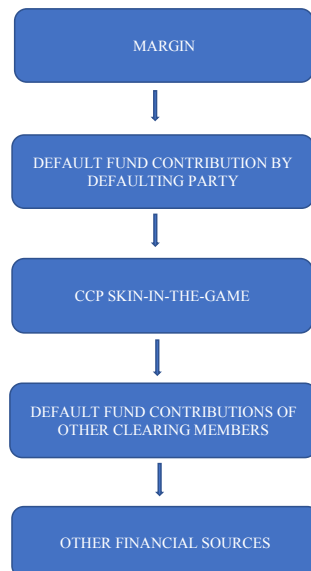 MARGIN
DEFAULT FUND CONTRIBUTION BY
DEFAULTING PARTY
CCP SKIN-IN-THE-GAME
DEFAULT FUND CONTRIBUTIONS OF
OTHER CLEARING MEMBERS
OTHER FINANCIAL SOURCES